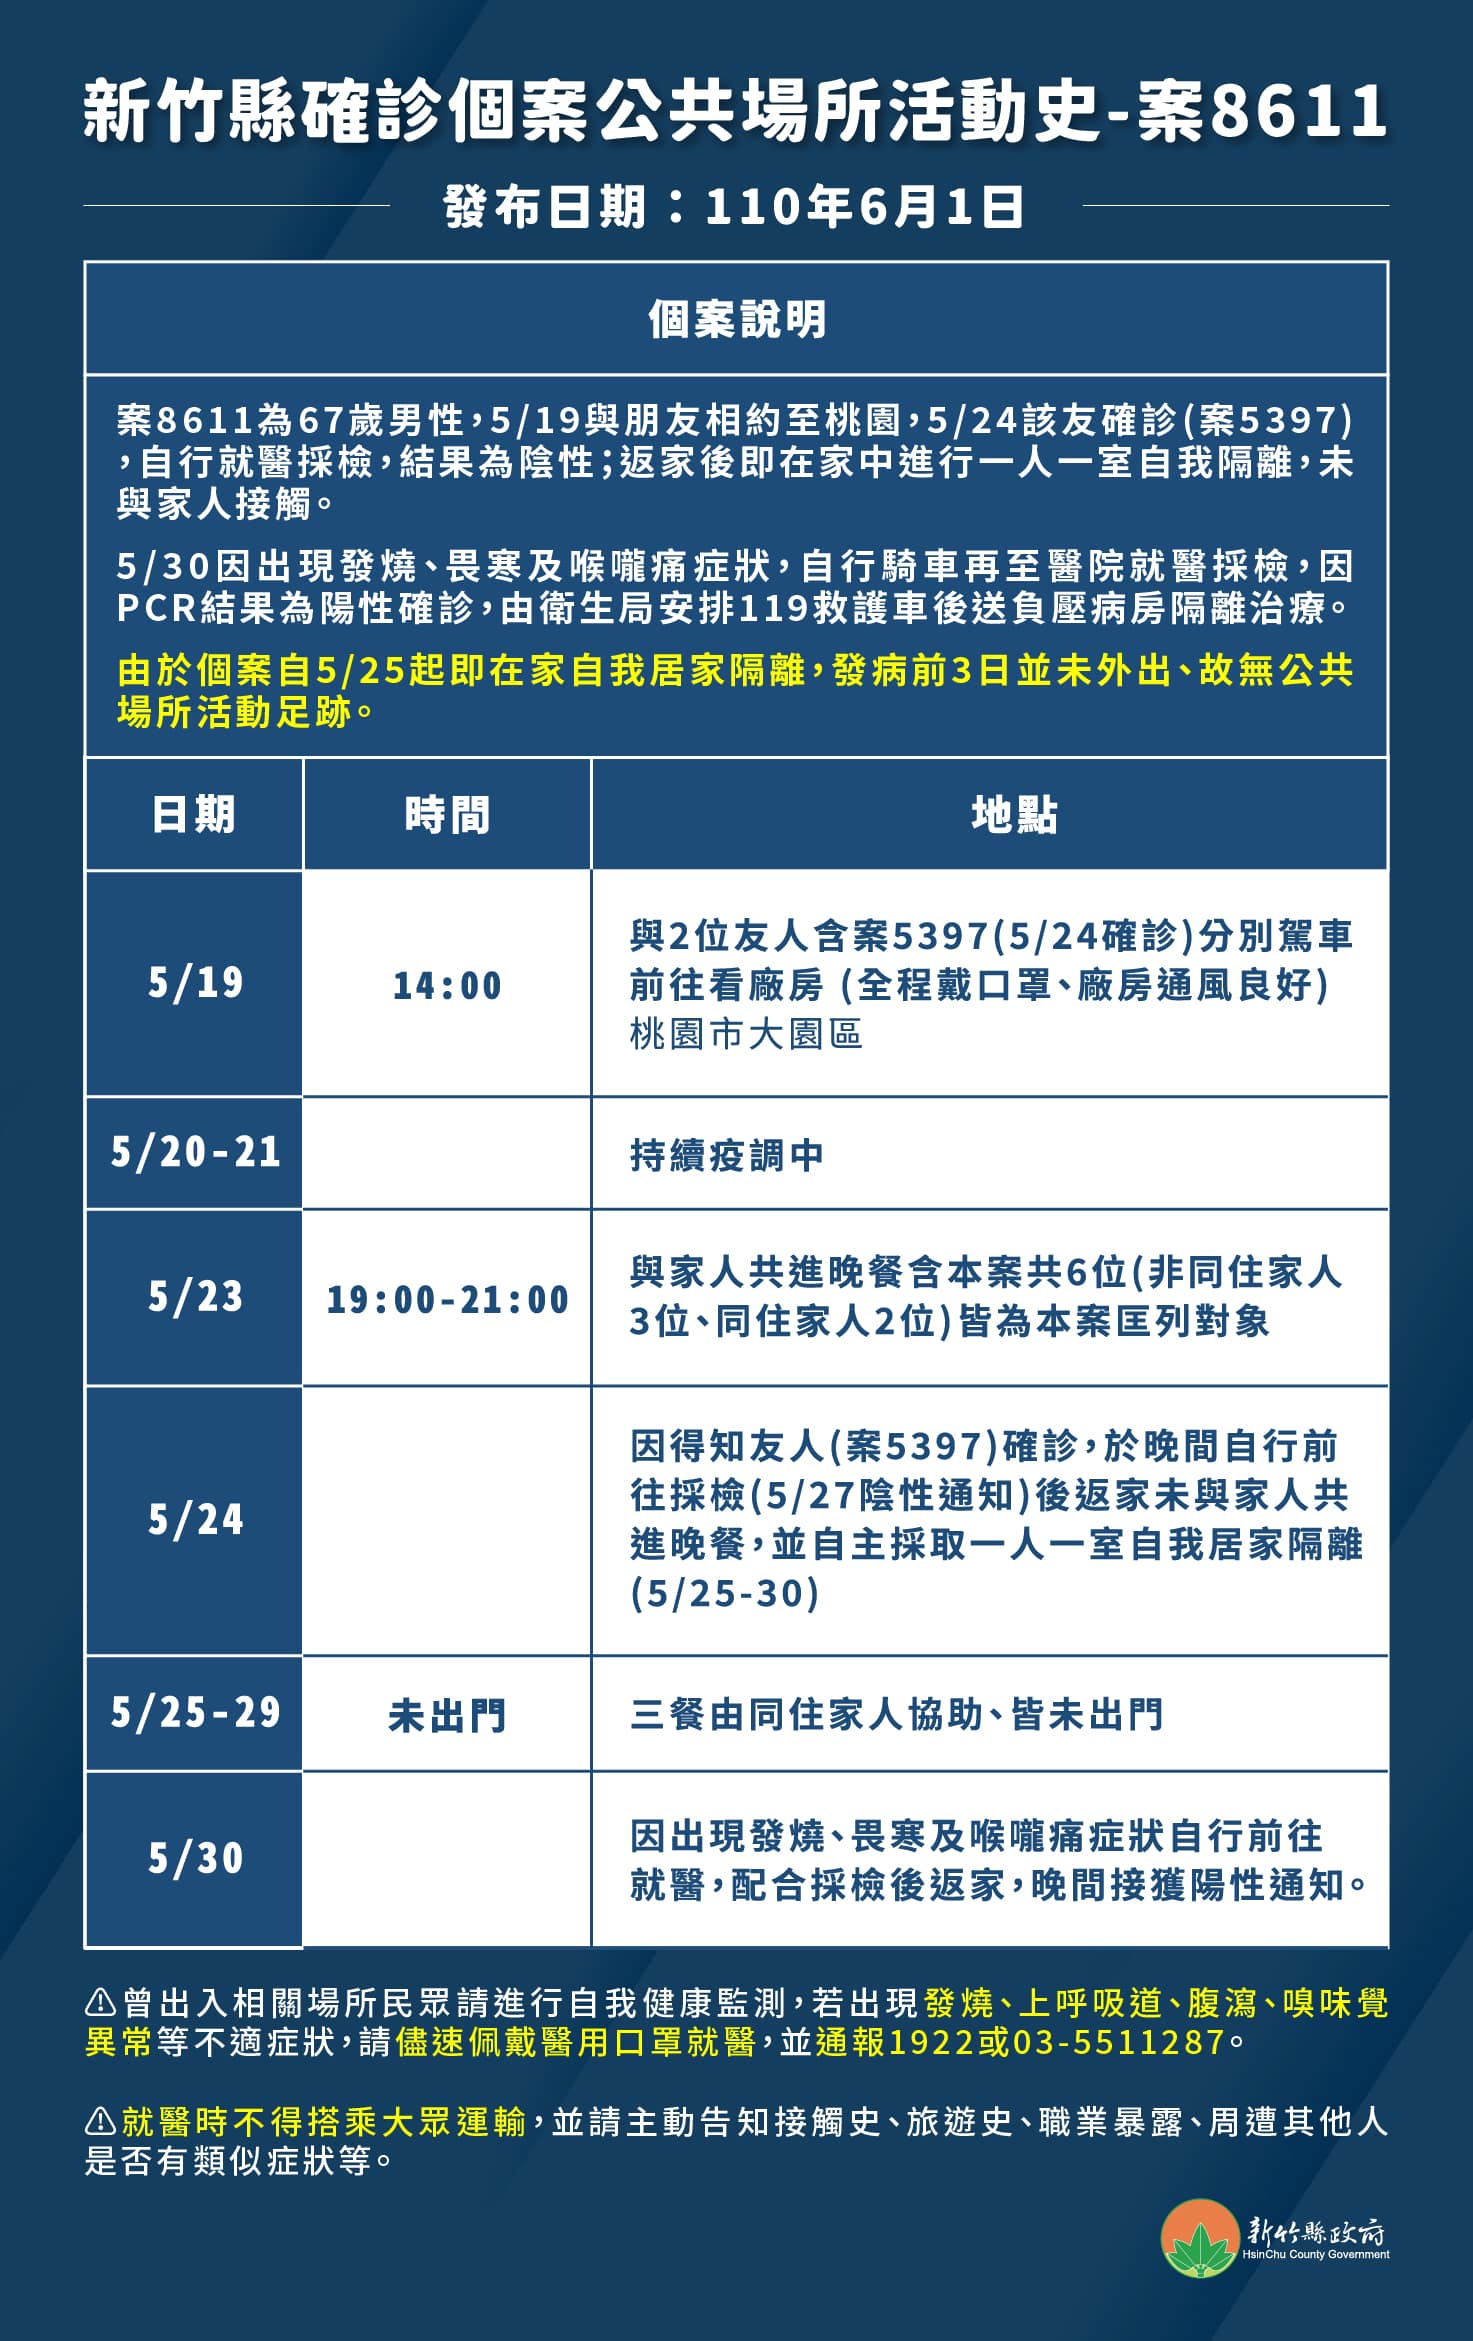 新竹縣確診個案公共場所活動史-案8611
發布日期：110年6月1日
個案說明
案8611為67歲男性，5/19與朋友相約至桃園，5/24該友確診(案5397)
，自行就醫採檢，結果為陰性；返家後即在家中進行一人一室自我隔離，未
與家人接觸。
5/30因出現發燒、畏寒及喉嚨痛症狀，自行騎車再至醫院就醫採檢，因
PCR結果為陽性確診，由衛生局安排119救護車後送負壓病房隔離治療。
由於個案自5/25起即在家自我居家隔離，發病前3日並未外出、故無公共
場所活動足跡。
日期
時間
地點
5/19
14:00
與2位友人含案5397(5/24確診)分別駕車
前往看廠房 (全程戴口罩、廠房通風良好)
桃園市大園區
5/20-21
持續疫調中
5/23
19:00-21:00
與家人共進晚餐含本案共6位(非同住家人
3位、同住家人2位)皆為本案匡列對象
5/24
因得知友人(案5397)確診，於晚間自行前
往採檢(5/27陰性通知)後返家未與家人共
進晚餐，並自主採取一人一室自我居家隔離
(5/25-30)
5/25-29
未出門
三餐由同住家人協助、皆未出門
5/30
因出現發燒、畏寒及喉嚨痛症狀自行前往
就醫，配合採檢後返家，晚間接獲陽性通知。
⚠曾出入相關場所民眾請進行自我健康監測，若出現發燒、上呼吸道、腹瀉、嗅味覺
異常等不適症狀，請儘速佩戴醫用口罩就醫，並通報1922或03-5511287。
⚠就醫時不得搭乘大眾運輸，並請主動告知接觸史、旅遊史、職業暴露、周遭其他人
是否有類似症狀等。
新竹縣政府
HsinChu County Government